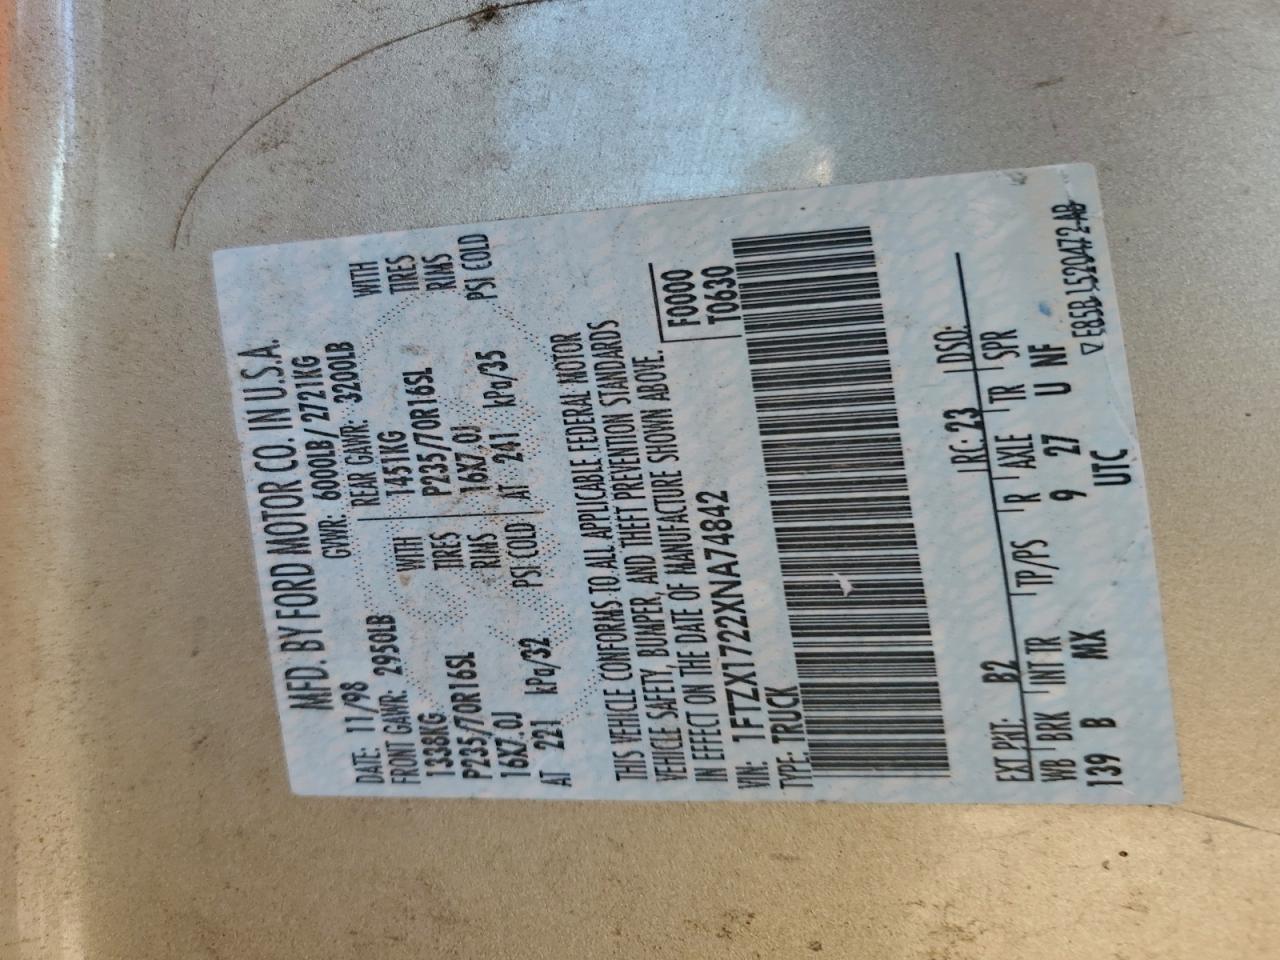 MFD. BY FORD MOTOR CO. IN U.S.A.
DATE: 11/98 GVWR: 6000LB/ 2721KG
FRONT GAWR: 2950LB REAR GAWR: 3200LB
1338KG WITH 1451KG WITH
P235/70R16SL TIRES P235/70R16SL TIRES
16X7.0J RIMS 16X7.0J RIMS
AT 221 kPa/32 PSI COLD AT 241 kPa/35 PSI COLD
THIS VEHICLE CONFORMS TO ALL APPLICABLE FEDERAL MOTOR
VEHICLE SAFETY, BUMPER, AND THEFT PREVENTION STANDARDS
IN EFFECT ON THE DATE OF MANUFACTURE SHOWN ABOVE.
VIN: 1FTZX1722XNA74842 F0000
TYPE: TRUCK T0630
EXT PNT: B2 RC: 23 DSO:
WB BRK INT TR TP/PS R AXLE TR SPR
139 B MX 9 27 U NF
UTC
F85B-1520472-AB